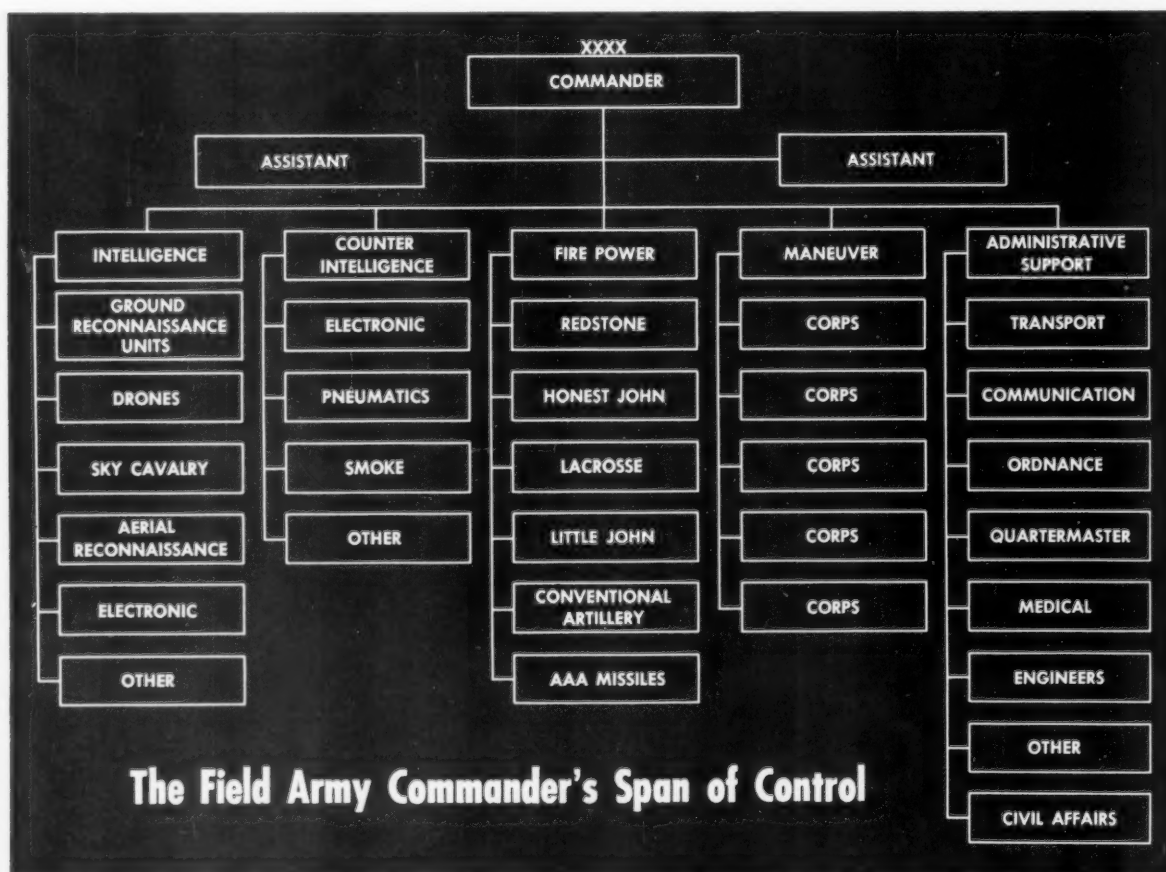 XXXX
COMMANDER
ASSISTANT
ASSISTANT
INTELLIGENCE
GROUND
RECONNAISSANCE
UNITS
DRONES
SKY CAVALRY
AERIAL
RECONNAISSANCE
ELECTRONIC
OTHER
COUNTER
INTELLIGENCE
ELECTRONIC
PNEUMATICS
SMOKE
OTHER
FIRE POWER
REDSTONE
HONEST JOHN
LACROSSE
LITTLE JOHN
CONVENTIONAL
ARTILLERY
AAA MISSILES
MANEUVER
CORPS
CORPS
CORPS
CORPS
CORPS
ADMINISTRATIVE
SUPPORT
TRANSPORT
COMMUNICATION
ORDNANCE
QUARTERMASTER
MEDICAL
ENGINEERS
OTHER
CIVIL AFFAIRS
The Field Army Commander's Span of Control